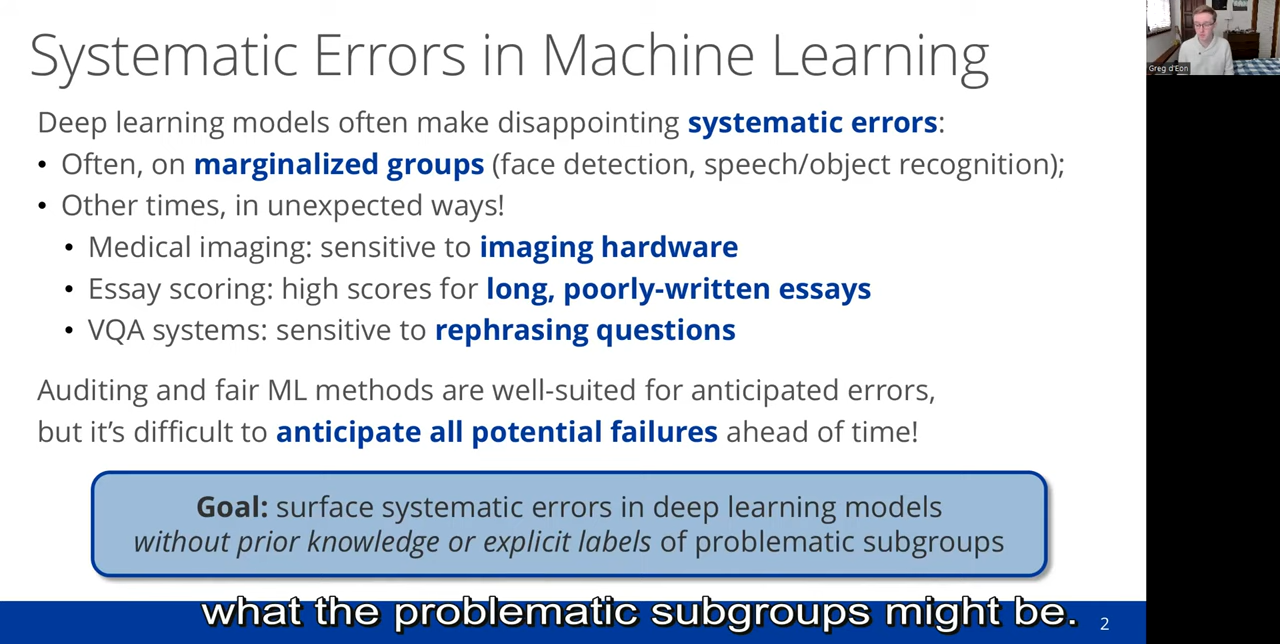 Systematic Errors in Machine Learning
Greg d'Eon
Deep learning models often make disappointing systematic errors:
• Often, on marginalized groups (face detection, speech/object recognition);
• Other times, in unexpected ways!
• Medical imaging: sensitive to imaging hardware
• Essay scoring: high scores for long, poorly-written essays
• VQA systems: sensitive to rephrasing questions
Auditing and fair ML methods are well-suited for anticipated errors,
but it's difficult to anticipate all potential failures ahead of time!
Goal: surface systematic errors in deep learning models
without prior knowledge or explicit labels of problematic subgroups
what the problematic subgroups might be.
2